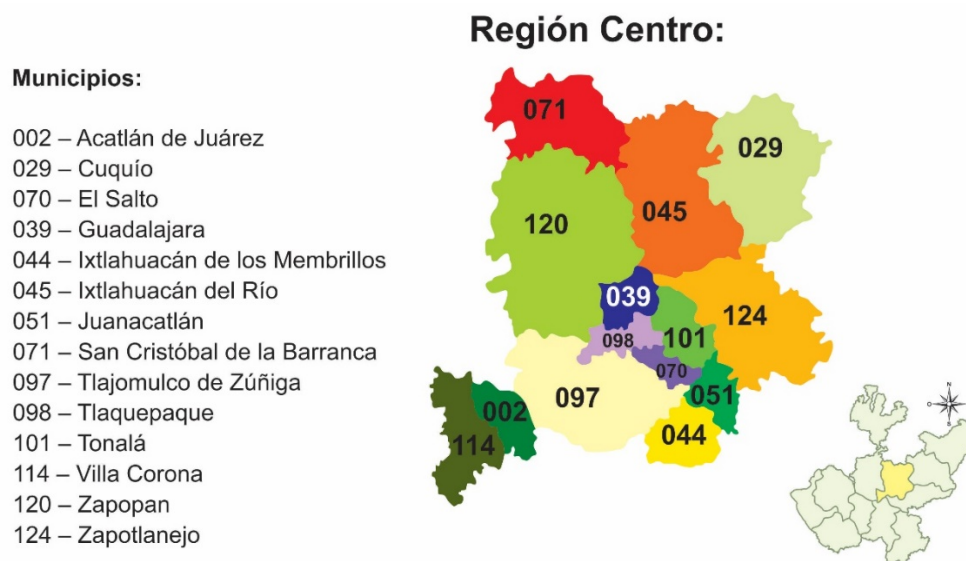 Región Centro:
Municipios:
002 – Acatlán de Juárez
029 – Cuquío
070 – El Salto
039 – Guadalajara
044 – Ixtlahuacán de los Membrillos
045 – Ixtlahuacán del Río
051 – Juanacatlán
071 – San Cristóbal de la Barranca
097 – Tlajomulco de Zúñiga
098 – Tlaquepaque
101 – Tonalá
114 – Villa Corona
120 – Zapopan
124 – Zapotlanejo
071
029
045
120
039
124
098
101
070
097
051
002
044
114
N
O
E
S